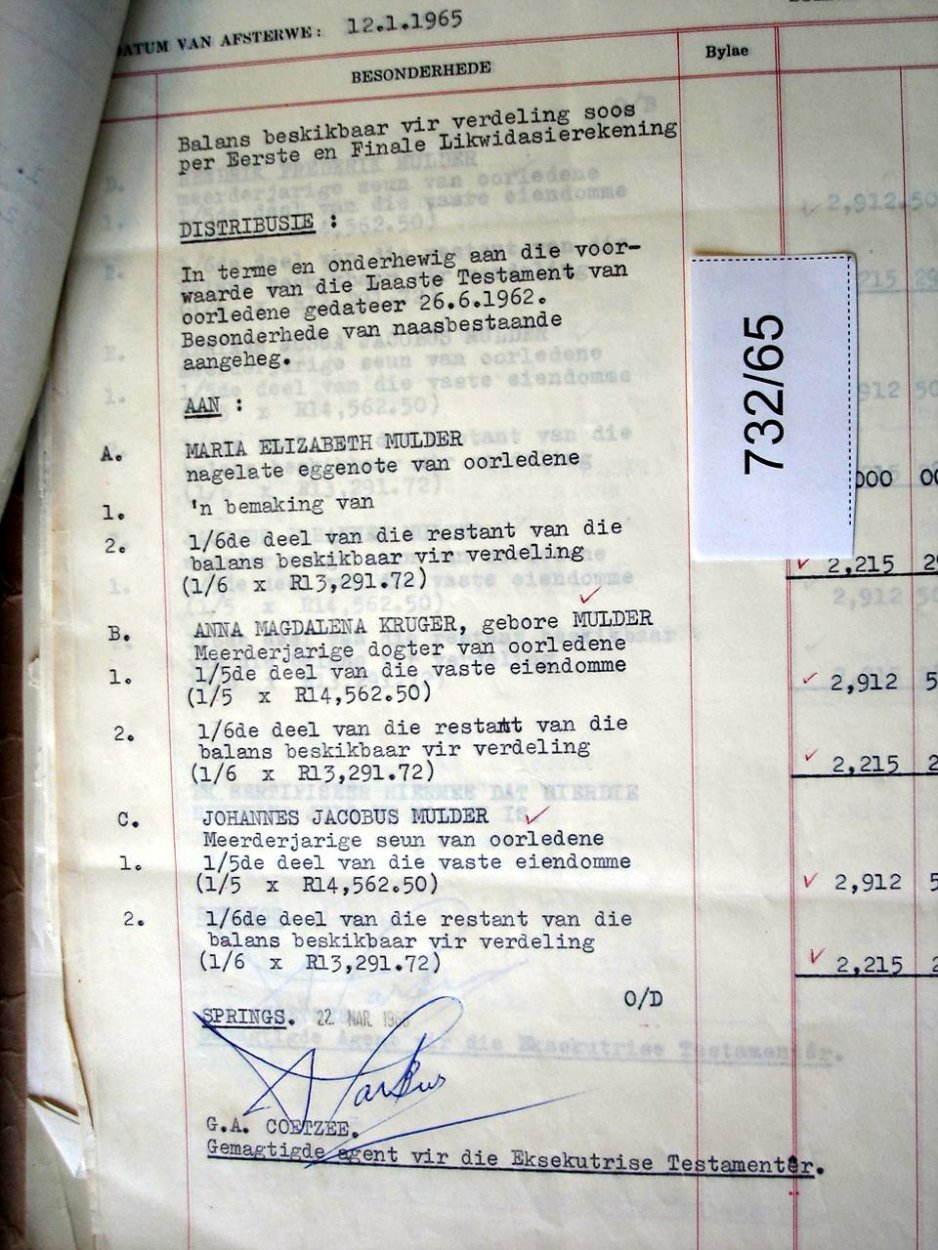 DATUM VAN AFSTERWE: 12.1.1965
BESONDERHEDE
Bylae
Balans beskikbaar vir verdeling soos
per Eerste en Finale Likwidasierekening
DISTRIBUSIE :
In terme en onderhewig aan die voor-
waarde van die Laaste Testament van
oorledene gedateer 26.6.1962.
Besonderhede van naasbestaande
aangeheg.
AAN :
A. MARIA ELIZABETH MULDER
nagelate eggenote van oorledene
1. 'n bemaking van 000 00
2. 1/6de deel van die restant van die
balans beskikbaar vir verdeling
(1/6 x R13,291.72) 2,215 2
732/65
B. ANNA MAGDALENA KRUGER, gebore MULDER
Meerderjarige dogter van oorledene
1. 1/5de deel van die vaste eiendomme
(1/5 x R14,562.50) 2,912 5
2. 1/6de deel van die restant van die
balans beskikbaar vir verdeling
(1/6 x R13,291.72) 2,215 2
C. JOHANNES JACOBUS MULDER
Meerderjarige seun van oorledene
1. 1/5de deel van die vaste eiendomme
(1/5 x R14,562.50) 2,912 5
2. 1/6de deel van die restant van die
balans beskikbaar vir verdeling
(1/6 x R13,291.72) 2,215 2
O/D
SPRINGS. 22 MAR
G.A. COETZEE.
Gemagtigde agent vir die Eksekutrise Testamentêr.